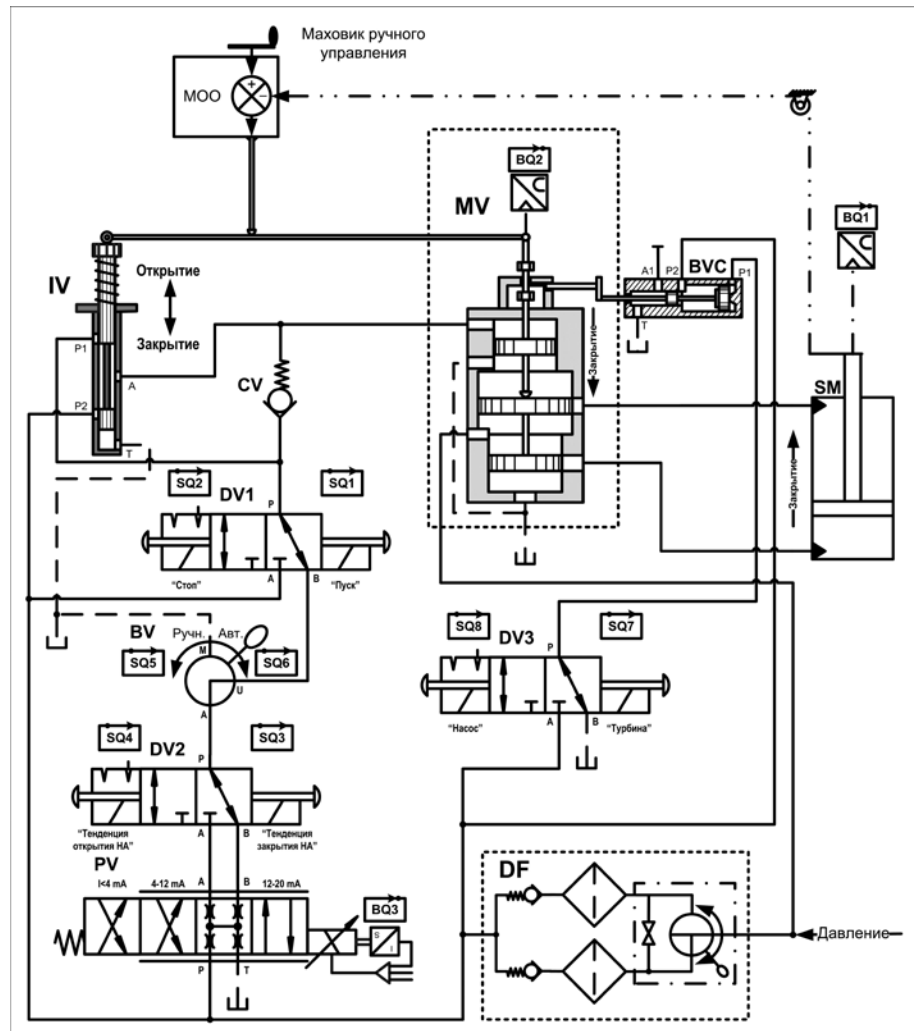 Маховик ручного
управления
МОО
+
−
BQ2
MV
BQ1
IV
Открытие
Закрытие
P1
A
P2
T
A1
P2
BVC
P1
T
Закрытие
CV
SM
Закрытие
SQ2
SQ1
DV1
P
A
B
"Стоп"
"Пуск"
BV
Ручн.
Авт.
M
SQ5
SQ6
U
A
SQ8
SQ7
DV3
P
A
B
"Насос"
"Турбина"
SQ4
SQ3
DV2
P
A
B
"Тенденция
открытия НА"
"Тенденция
закрытия НА"
PV
I<4 mA
4-12 mA
A
B
12-20 mA
BQ3
S
I
P
T
DF
Давление